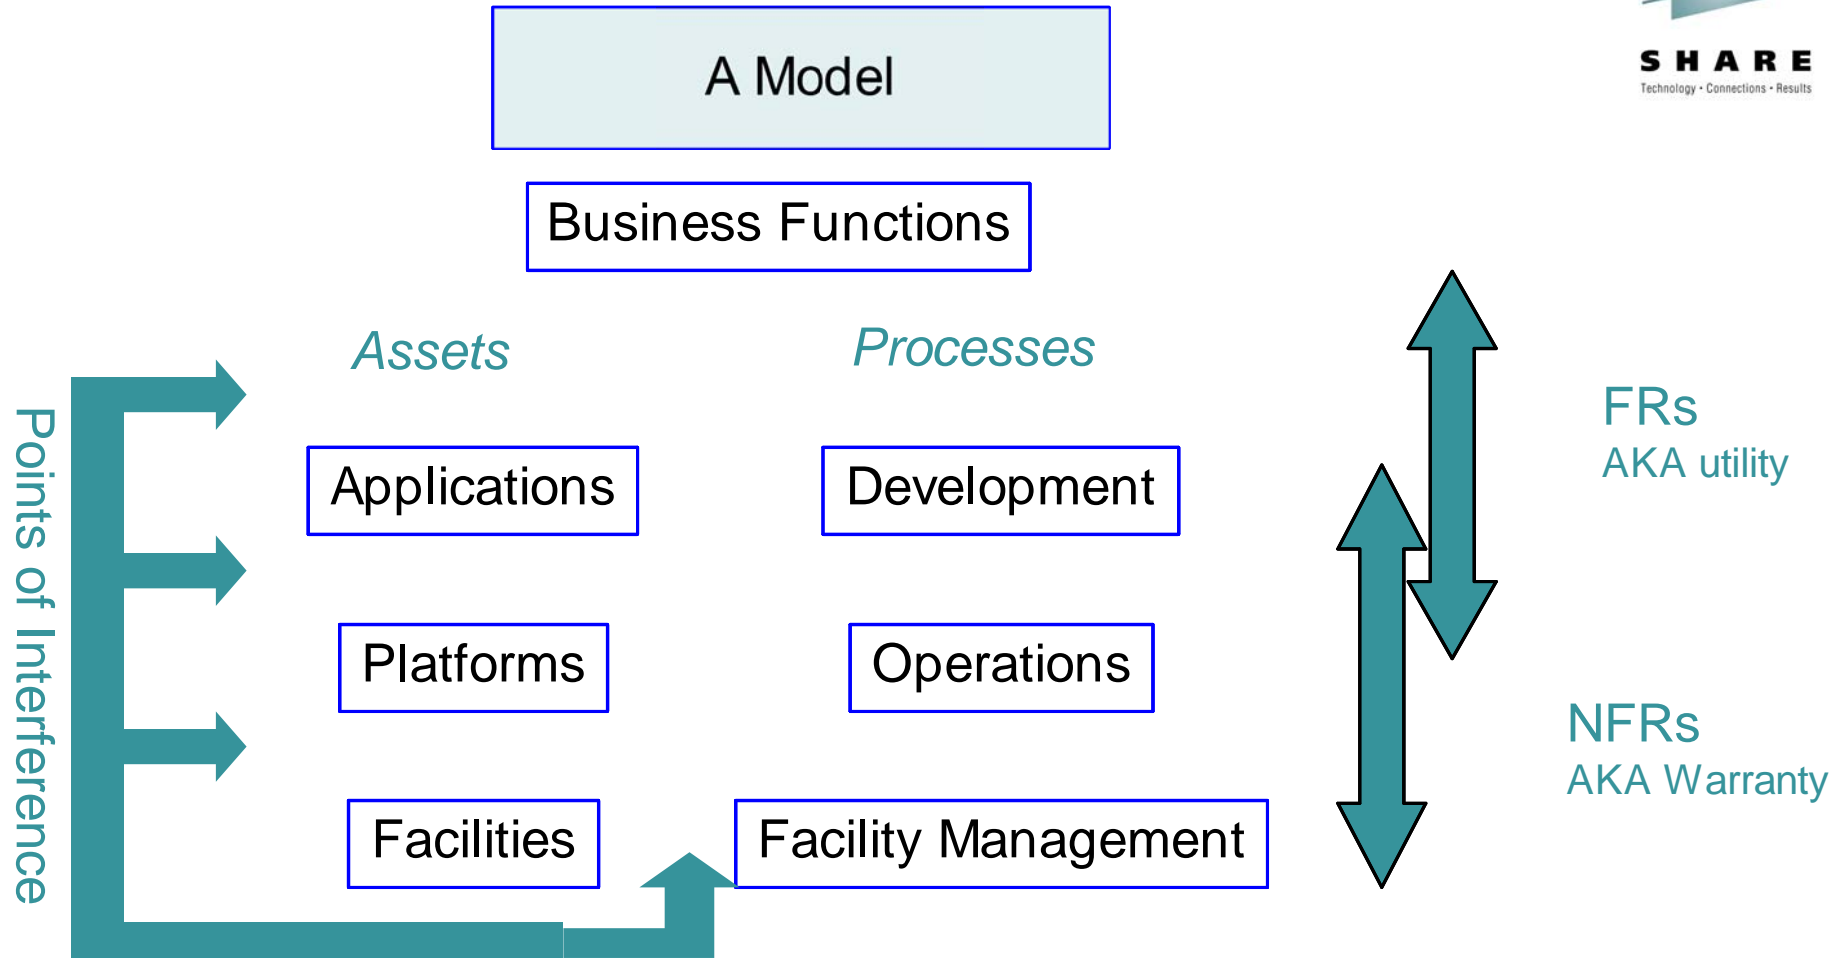 A Model
SHARE
Technology • Connections • Results
Business Functions
Assets
Processes
Points of Interference
Applications
Development
FRs
AKA utility
Platforms
Operations
NFRs
AKA Warranty
Facilities
Facility Management